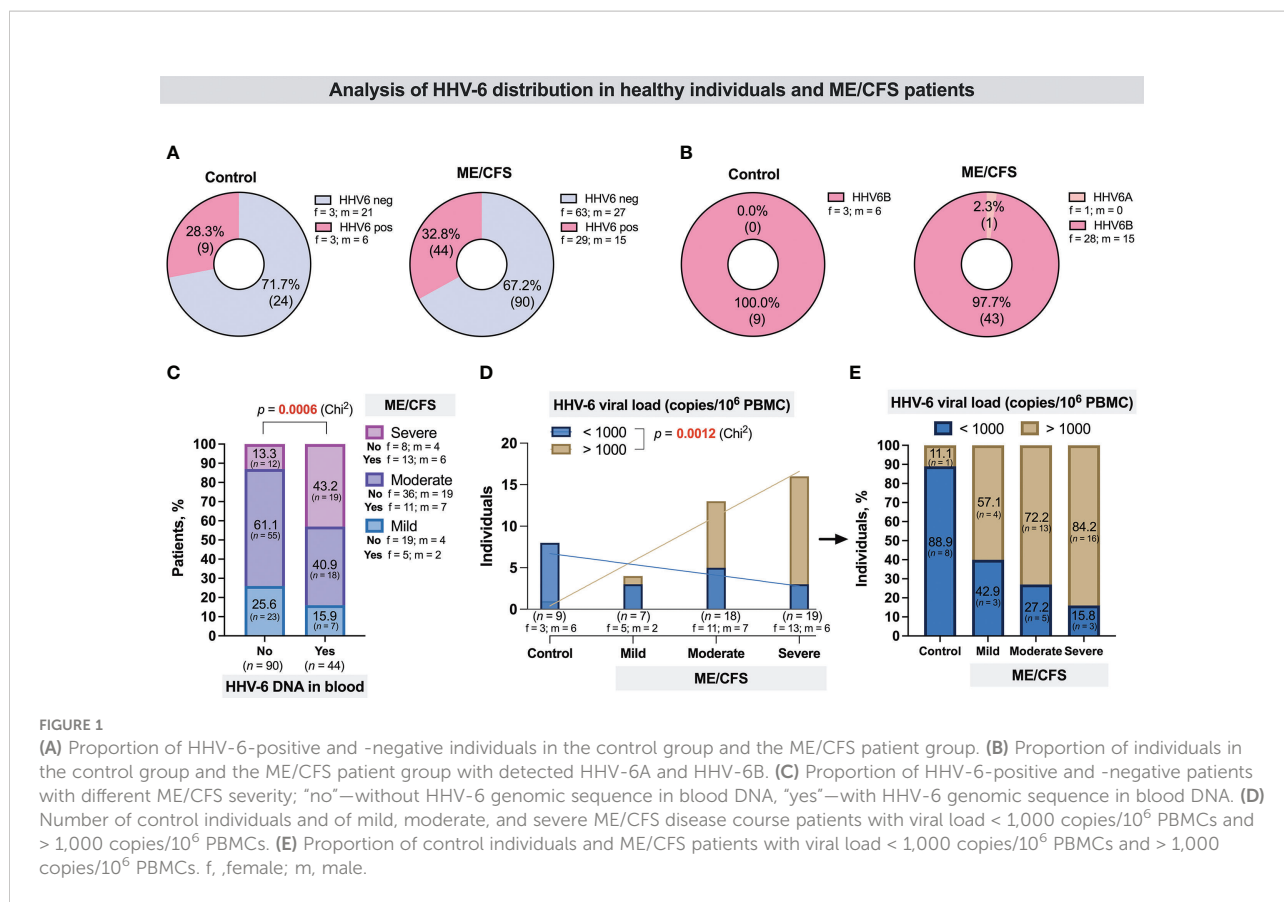 Analysis of HHV-6 distribution in healthy individuals and ME/CFS patients
A
Control
HHV6 neg
f = 3; m = 21
HHV6 pos
f = 3; m = 6
28.3%
(9)
71.7%
(24)
ME/CFS
HHV6 neg
f = 63; m = 27
HHV6 pos
f = 29; m = 15
32.8%
(44)
67.2%
(90)
B
Control
HHV6B
f = 3; m = 6
0.0%
(0)
100.0%
(9)
ME/CFS
HHV6A
f = 1; m = 0
HHV6B
f = 28; m = 15
2.3%
(1)
97.7%
(43)
C
p = 0.0006 (Chi²)
ME/CFS
Severe
No f = 8; m = 4
Yes f = 13; m = 6
Moderate
No f = 36; m = 19
Yes f = 11; m = 7
Mild
No f = 19; m = 4
Yes f = 5; m = 2
Patients, %
100
90
80
70
60
50
40
30
20
10
0
13.3
(n = 12)
61.1
(n = 55)
25.6
(n = 23)
43.2
(n = 19)
40.9
(n = 18)
15.9
(n = 7)
No
(n = 90)
Yes
(n = 44)
HHV-6 DNA in blood
D
HHV-6 viral load (copies/10⁶ PBMC)
< 1000
> 1000
p = 0.0012 (Chi²)
Individuals
20
15
10
5
0
(n = 9)
f = 3; m = 6
(n = 7)
f = 5; m = 2
(n = 18)
f = 11; m = 7
(n = 19)
f = 13; m = 6
Control Mild Moderate Severe
ME/CFS
E
HHV-6 viral load (copies/10⁶ PBMC)
< 1000 > 1000
Individuals, %
100
90
80
70
60
50
40
30
20
10
0
11.1
(n = 1)
88.9
(n = 8)
57.1
(n = 4)
42.9
(n = 3)
72.2
(n = 13)
27.2
(n = 5)
84.2
(n = 16)
15.8
(n = 3)
Control Mild Moderate Severe
ME/CFS
FIGURE 1
(A) Proportion of HHV-6-positive and -negative individuals in the control group and the ME/CFS patient group. (B) Proportion of individuals in
the control group and the ME/CFS patient group with detected HHV-6A and HHV-6B. (C) Proportion of HHV-6-positive and -negative patients
with different ME/CFS severity; “no”—without HHV-6 genomic sequence in blood DNA, “yes”—with HHV-6 genomic sequence in blood DNA. (D)
Number of control individuals and of mild, moderate, and severe ME/CFS disease course patients with viral load < 1,000 copies/10⁶ PBMCs and
> 1,000 copies/10⁶ PBMCs. (E) Proportion of control individuals and ME/CFS patients with viral load < 1,000 copies/10⁶ PBMCs and > 1,000
copies/10⁶ PBMCs. f, ,female; m, male.